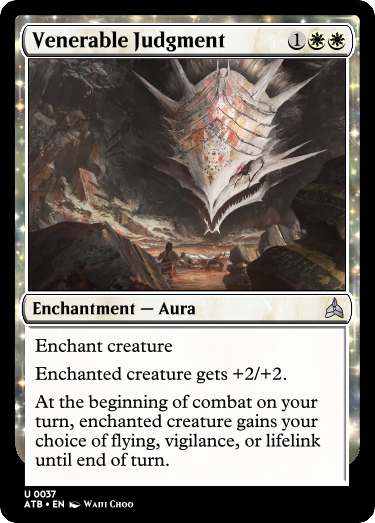 Venerable Judgment 1
Enchantment — Aura
Enchant creature
Enchanted creature gets +2/+2.
At the beginning of combat on your
turn, enchanted creature gains your
choice of flying, vigilance, or lifelink
until end of turn.
U 0037
ATB • EN Waiji Choo